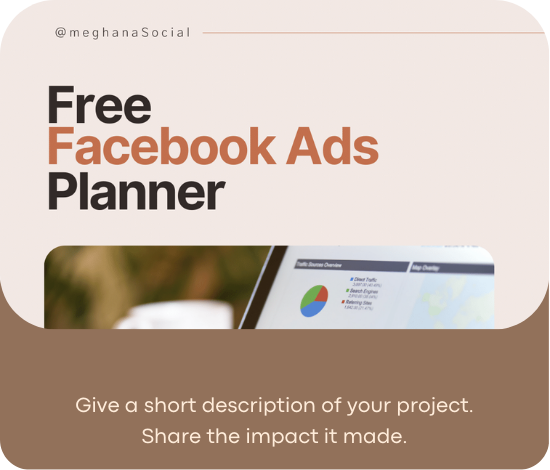 @meghanaSocial
Free
Facebook Ads
Planner
Traffic Sources Overview
Map Overlay
Direct Traffic
Search Engines
Referring Sites
Give a short description of your project.
Share the impact it made.